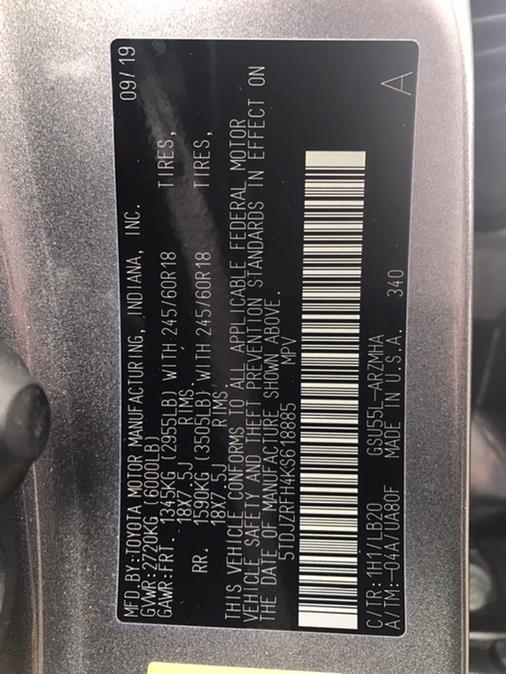 MFD. BY:TOYOTA MOTOR MANUFACTURING, INDIANA, INC. 09/19
GVWR:2720KG (6000LB)
GAWR:FRT. 1345KG (2955LB) WITH 245/60R18 TIRES,
18X7.5J RIMS,
RR. 1590KG (3505LB) WITH 245/60R18 TIRES,
18X7.5J RIMS.
THIS VEHICLE CONFORMS TO ALL APPLICABLE FEDERAL MOTOR
VEHICLE SAFETY AND THEFT PREVENTION STANDARDS IN EFFECT ON
THE DATE OF MANUFACTURE SHOWN ABOVE.
5TDJZRFH4KS618885 MPV
C/TR:1H1/LB20 GSU55L-ARZMHA
A/TM:-04A/UA80F MADE IN U.S.A. 340 A